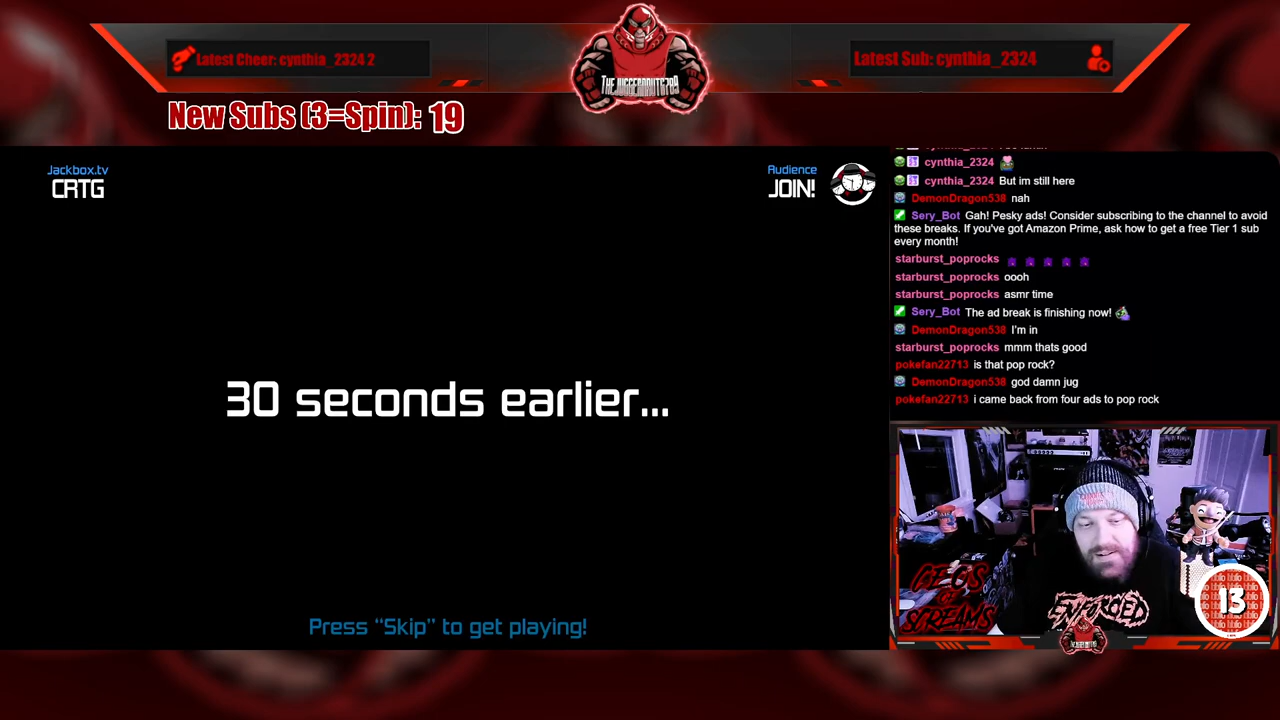 Latest Cheer: cynthia_2324 2
THEJUGGERNAUT6789
Latest Sub: cynthia_2324
New Subs (3=Spin): 19
Jackbox.tv
CRTG
Audience
JOIN!
30 seconds earlier...
Press “Skip” to get playing!
cynthia_2324
cynthia_2324 But im still here
DemonDragon538 nah
Sery_Bot Gah! Pesky ads! Consider subscribing to the channel to avoid
these breaks. If you've got Amazon Prime, ask how to get a free Tier 1 sub
every month!
starburst_poprocks
starburst_poprocks oooh
starburst_poprocks asmr time
Sery_Bot The ad break is finishing now!
DemonDragon538 I'm in
starburst_poprocks mmm thats good
pokefan22713 is that pop rock?
DemonDragon538 god damn jug
pokefan22713 i came back from four ads to pop rock
SCREAMS
ENFORCED
13